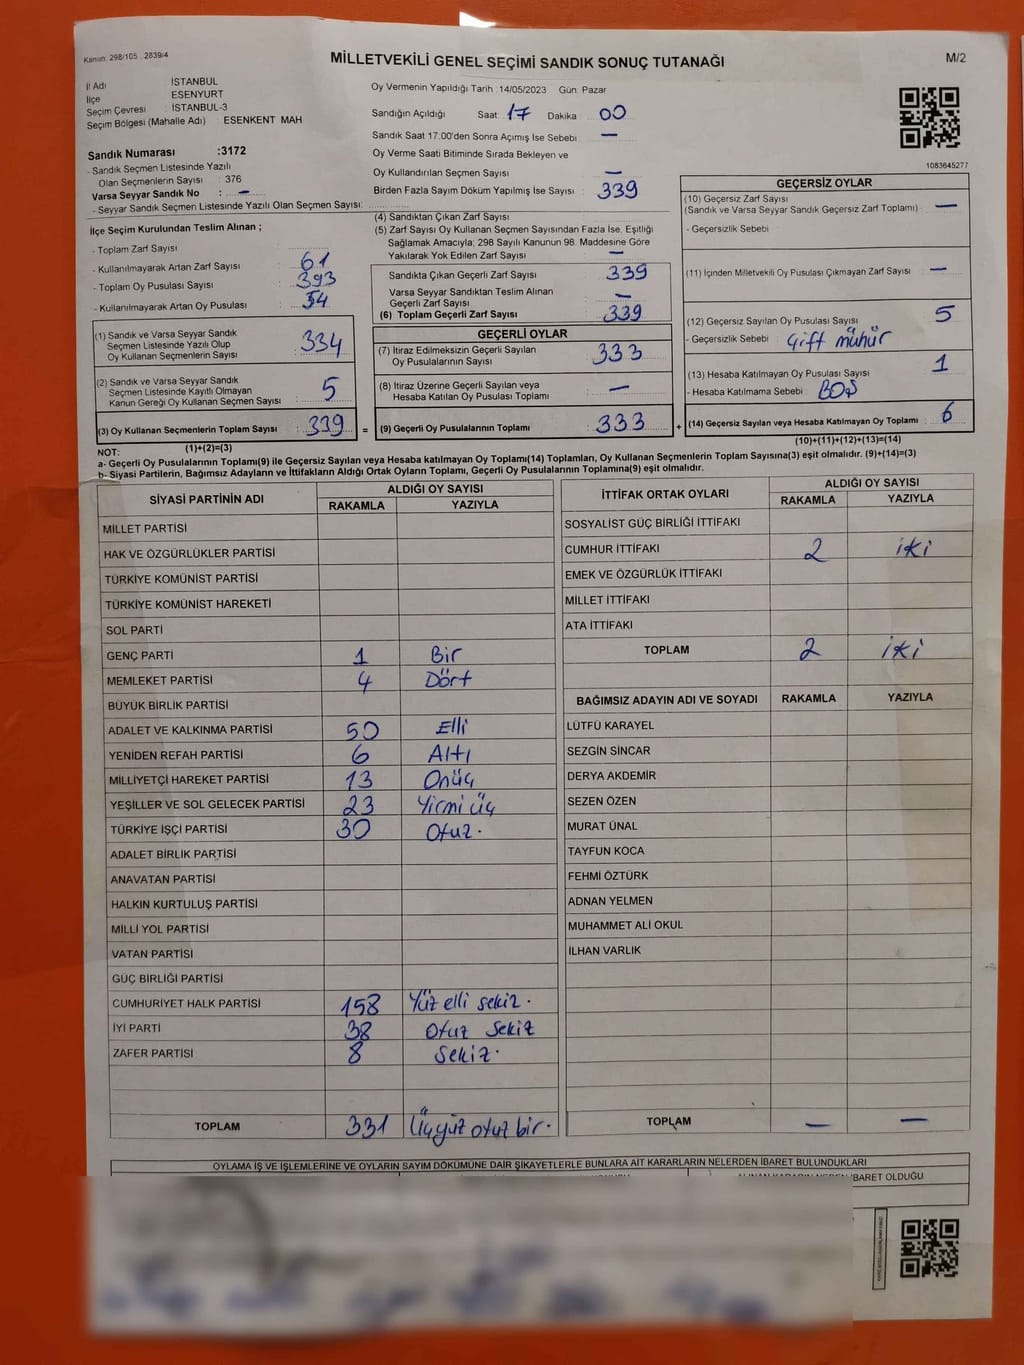 Kanun: 298/105 . 2839/4
MİLLETVEKİLİ GENEL SEÇİMİ SANDIK SONUÇ TUTANAĞI
M/2
İl Adı İSTANBUL
İlçe ESENYURT
Seçim Çevresi : İSTANBUL-3
Seçim Bölgesi (Mahalle Adı) : ESENKENT MAH
Sandık Numarası :3172
- Sandık Seçmen Listesinde Yazılı
Olan Seçmenlerin Sayısı : 376
Varsa Seyyar Sandık No : –
- Seyyar Sandık Seçmen Listesinde Yazılı Olan Seçmen Sayısı:
Oy Vermenin Yapıldığı Tarih :14/05/2023 Gün: Pazar
Sandığın Açıldığı Saat: 17 Dakika 00
Sandık Saat 17.00'den Sonra Açımış İse Sebebi : –
Oy Verme Saati Bitiminde Sırada Bekleyen ve
Oy Kullandırılan Seçmen Sayısı –
Birden Fazla Sayım Döküm Yapılmış İse Sayısı 339
1083645277
İlçe Seçim Kurulundan Teslim Alınan ;
- Toplam Zarf Sayısı
- Kullanılmayarak Artan Zarf Sayısı : 61
- Toplam Oy Pusulası Sayısı : 393
- Kullanılmayarak Artan Oy Pusulası : 54
(1) Sandık ve Varsa Seyyar Sandık
Seçmen Listesinde Yazılı Olup
Oy Kullanan Seçmenlerin Sayısı : 334
(2) Sandık ve Varsa Seyyar Sandık
Seçmen Listesinde Kayıtlı Olmayan
Kanun Gereği Oy Kullanan Seçmen Sayısı : 5
(3) Oy Kullanan Seçmenlerin Toplam Sayısı : 339 =
(1)+(2)=(3)
(4) Sandıktan Çıkan Zarf Sayısı
(5) Zarf Sayısı Oy Kullanan Seçmen Sayısından Fazla İse, Eşitliği
Sağlamak Amacıyla; 298 Sayılı Kanunun 98. Maddesine Göre
Yakılarak Yok Edilen Zarf Sayısı –
Sandıkta Çıkan Geçerli Zarf Sayısı 339
Varsa Seyyar Sandıktan Teslim Alınan
Geçerli Zarf Sayısı –
(6) Toplam Geçerli Zarf Sayısı 339
GEÇERLİ OYLAR
(7) İtiraz Edilmeksizin Geçerli Sayılan
Oy Pusulalarının Sayısı 333
(8) İtiraz Üzerine Geçerli Sayılan veya
Hesaba Katılan Oy Pusulası Toplamı –
(9) Geçerli Oy Pusulalarının Toplamı 333 +
GEÇERSİZ OYLAR
(10) Geçersiz Zarf Sayısı
(Sandık ve Varsa Seyyar Sandık Geçersiz Zarf Toplamı) –
- Geçersizlik Sebebi
(11) İçinden Milletvekili Oy Pusulası Çıkmayan Zarf Sayısı –
(12) Geçersiz Sayılan Oy Pusulası Sayısı : 5
- Geçersizlik Sebebi Çift mühür
(13) Hesaba Katılmayan Oy Pusulası Sayısı : 1
- Hesaba Katılmama Sebebi BOŞ
(14) Geçersiz Sayılan veya Hesaba Katılmayan Oy Toplamı : 6
(10)+(11)+(12)+(13)=(14)
NOT:
a- Geçerli Oy Pusulalarının Toplamı(9) ile Geçersiz Sayılan veya Hesaba katılmayan Oy Toplamı(14) Toplamları, Oy Kullanan Seçmenlerin Toplam Sayısına(3) eşit olmalıdır. (9)+(14)=(3)
b- Siyasi Partilerin, Bağımsız Adayların ve İttifakların Aldığı Ortak Oyların Toplamı, Geçerli Oy Pusulalarının Toplamına(9) eşit olmalıdır.
SİYASİ PARTİNİN ADI ALDIĞI OY SAYISI
RAKAMLA YAZIYLA
MİLLET PARTİSİ
HAK VE ÖZGÜRLÜKLER PARTİSİ
TÜRKİYE KOMÜNİST PARTİSİ
TÜRKİYE KOMÜNİST HAREKETİ
SOL PARTİ
GENÇ PARTİ 1 Bir
MEMLEKET PARTİSİ 4 Dört
BÜYÜK BİRLİK PARTİSİ
ADALET VE KALKINMA PARTİSİ 50 Elli
YENİDEN REFAH PARTİSİ 6 Altı
MİLLİYETÇİ HAREKET PARTİSİ 13 Onüç
YEŞİLLER VE SOL GELECEK PARTİSİ 23 Yirmi üç
TÜRKİYE İŞÇİ PARTİSİ 30 Otuz.
ADALET BİRLİK PARTİSİ
ANAVATAN PARTİSİ
HALKIN KURTULUŞ PARTİSİ
MİLLİ YOL PARTİSİ
VATAN PARTİSİ
GÜÇ BİRLİĞİ PARTİSİ
CUMHURİYET HALK PARTİSİ 158 Yüz elli sekiz.
İYİ PARTİ 38 Otuz Sekiz
ZAFER PARTİSİ 8 Sekiz.
TOPLAM 331 Üçyüz otuz bir.
İTTİFAK ORTAK OYLARI ALDIĞI OY SAYISI
RAKAMLA YAZIYLA
SOSYALİST GÜÇ BİRLİĞİ İTTİFAKI
CUMHUR İTTİFAKI 2 iki
EMEK VE ÖZGÜRLÜK İTTİFAKI
MİLLET İTTİFAKI
ATA İTTİFAKI
TOPLAM 2 iki
BAĞIMSIZ ADAYIN ADI VE SOYADI RAKAMLA YAZIYLA
LÜTFÜ KARAYEL
SEZGİN SİNCAR
DERYA AKDEMİR
SEZEN ÖZEN
MURAT ÜNAL
TAYFUN KOCA
FEHMİ ÖZTÜRK
ADNAN YELMEN
MUHAMMET ALİ OKUL
İLHAN VARLIK
TOPLAM – –
OYLAMA İŞ VE İŞLEMLERİNE VE OYLARIN SAYIM DÖKÜMÜNE DAİR ŞİKAYETLERLE BUNLARA AİT KARARLARIN NELERDEN İBARET BULUNDUKLARI
İBARET OLDUĞU